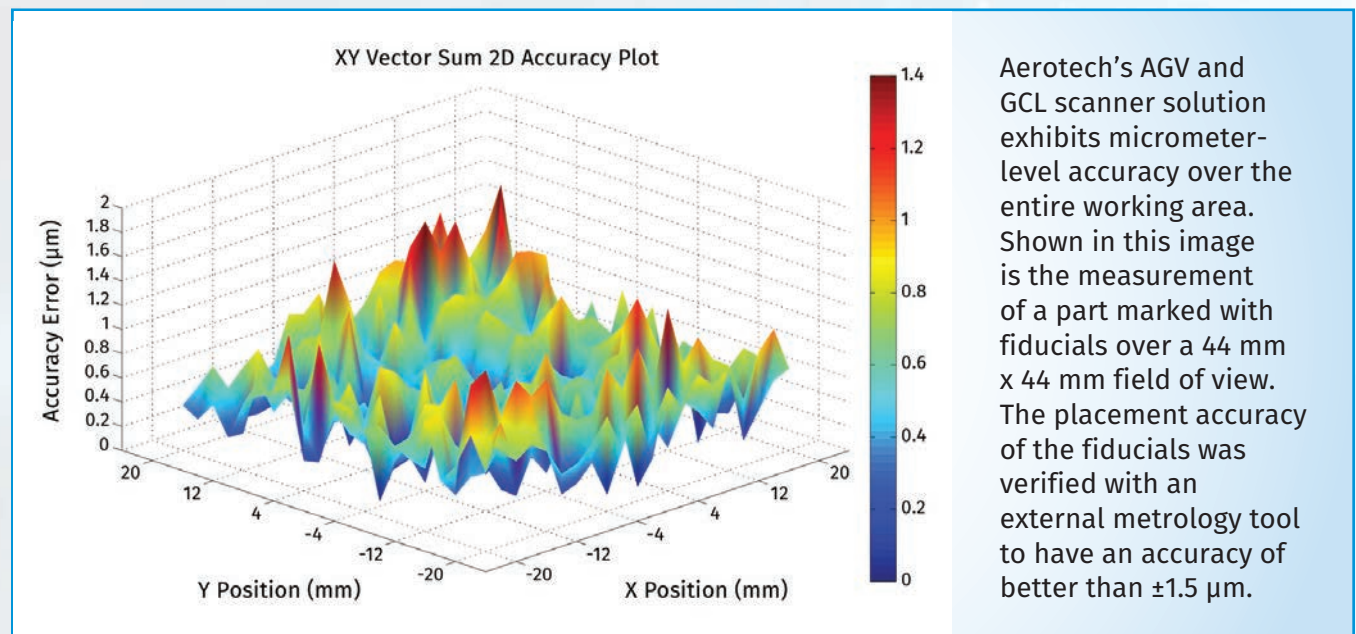 XY Vector Sum 2D Accuracy Plot
Accuracy Error (µm)
2
1.8
1.6
1.4
1.2
1
0.8
0.6
0.4
0.2
0
20
12
4
-4
-12
-20
Y Position (mm)
-20
-12
-4
4
12
20
X Position (mm)
1.4
1.2
1
0.8
0.6
0.4
0.2
0
Aerotech’s AGV and
GCL scanner solution
exhibits micrometer-
level accuracy over the
entire working area.
Shown in this image
is the measurement
of a part marked with
fiducials over a 44 mm
x 44 mm field of view.
The placement accuracy
of the fiducials was
verified with an
external metrology tool
to have an accuracy of
better than ±1.5 µm.